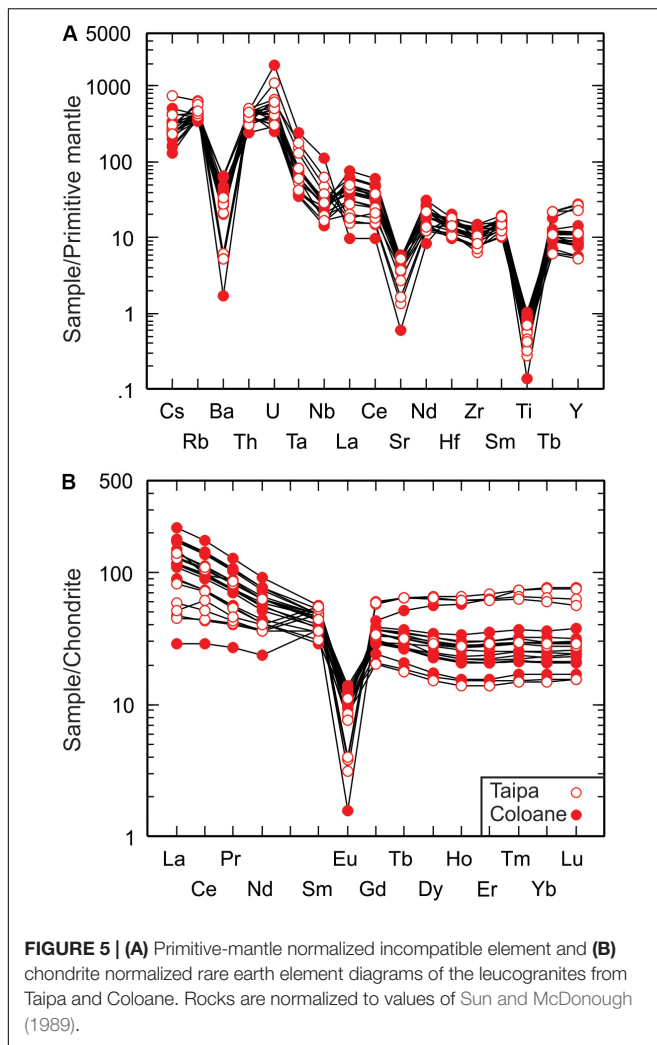 A
5000
1000
100
10
1
.1
Sample/Primitive mantle
Cs Ba U Nb Ce Nd Zr Ti Y
Rb Th Ta La Sr Hf Sm Tb
B
500
100
10
1
Sample/Chondrite
Taipa
Coloane
La Pr Eu Tb Ho Tm Lu
Ce Nd Sm Gd Dy Er Yb
FIGURE 5 | (A) Primitive-mantle normalized incompatible element and (B)
chondrite normalized rare earth element diagrams of the leucogranites from
Taipa and Coloane. Rocks are normalized to values of Sun and McDonough
(1989).